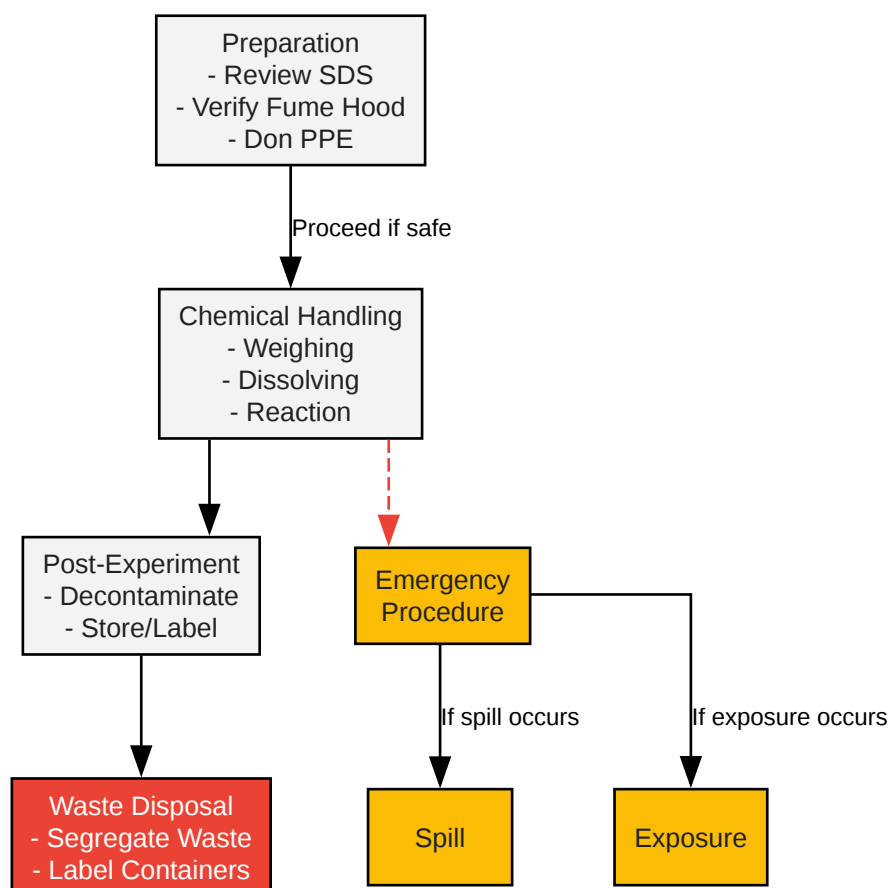 Preparation
- Review SDS
- Verify Fume Hood
- Don PPE
Proceed if safe
Chemical Handling
- Weighing
- Dissolving
- Reaction
Post-Experiment
- Decontaminate
- Store/Label
Emergency
Procedure
If spill occurs
If exposure occurs
Waste Disposal
- Segregate Waste
- Label Containers
Spill
Exposure